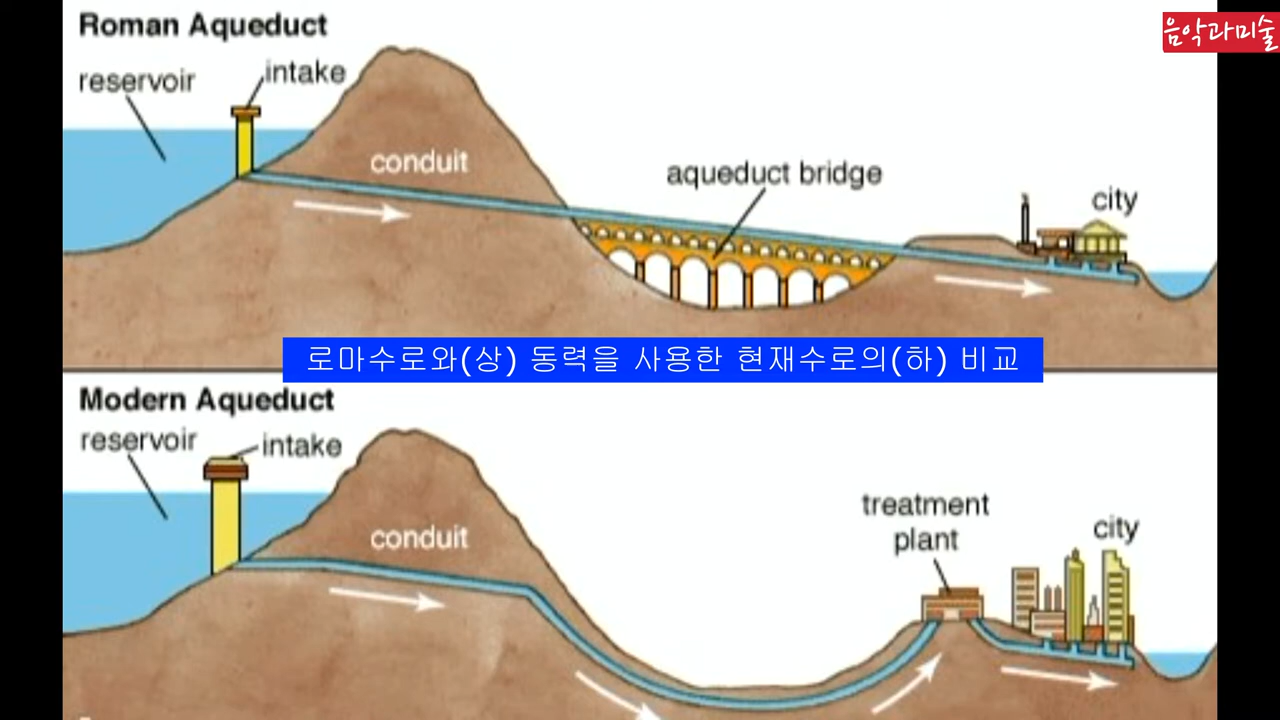 Roman Aqueduct
음악과미술
reservoir
intake
conduit
aqueduct bridge
city
로마수로와(상) 동력을 사용한 현재수로의(하) 비교
Modern Aqueduct
reservoir
intake
conduit
treatment
plant
city